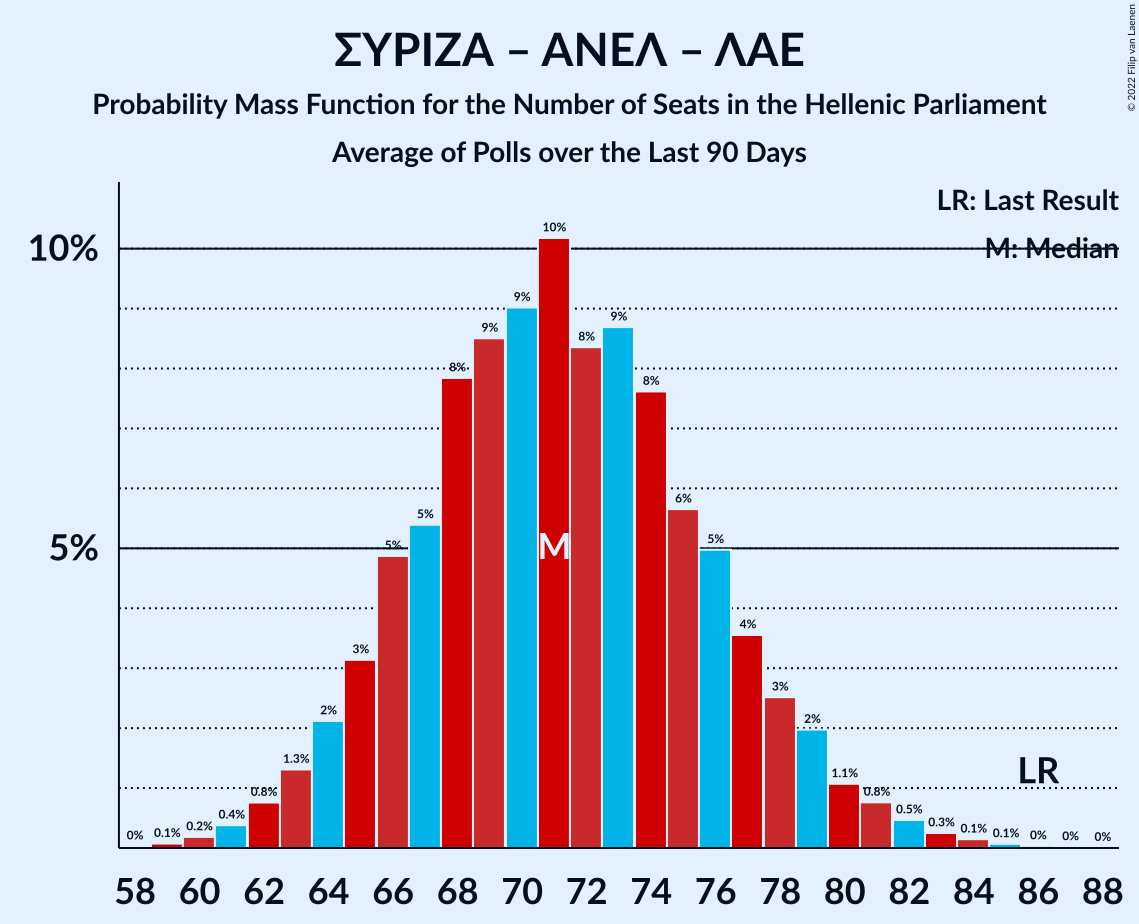 ΣΥΡΙΖΑ – ΑΝΕΛ – ΛΑΕ
Probability Mass Function for the Number of Seats in the Hellenic Parliament
Average of Polls over the Last 90 Days
© 2022 Filip van Laenen
LR: Last Result
M: Median
10%
5%
0% 0.1% 0.2% 0.4% 0.8% 1.3% 2% 3% 5% 5% 8% 9% 9% 10% 8% 9% 8% 6% 5% 4% 3% 2% 1.1% 0.8% 0.5% 0.3% 0.1% 0.1% 0% 0% 0%
M
LR
58 60 62 64 66 68 70 72 74 76 78 80 82 84 86 88